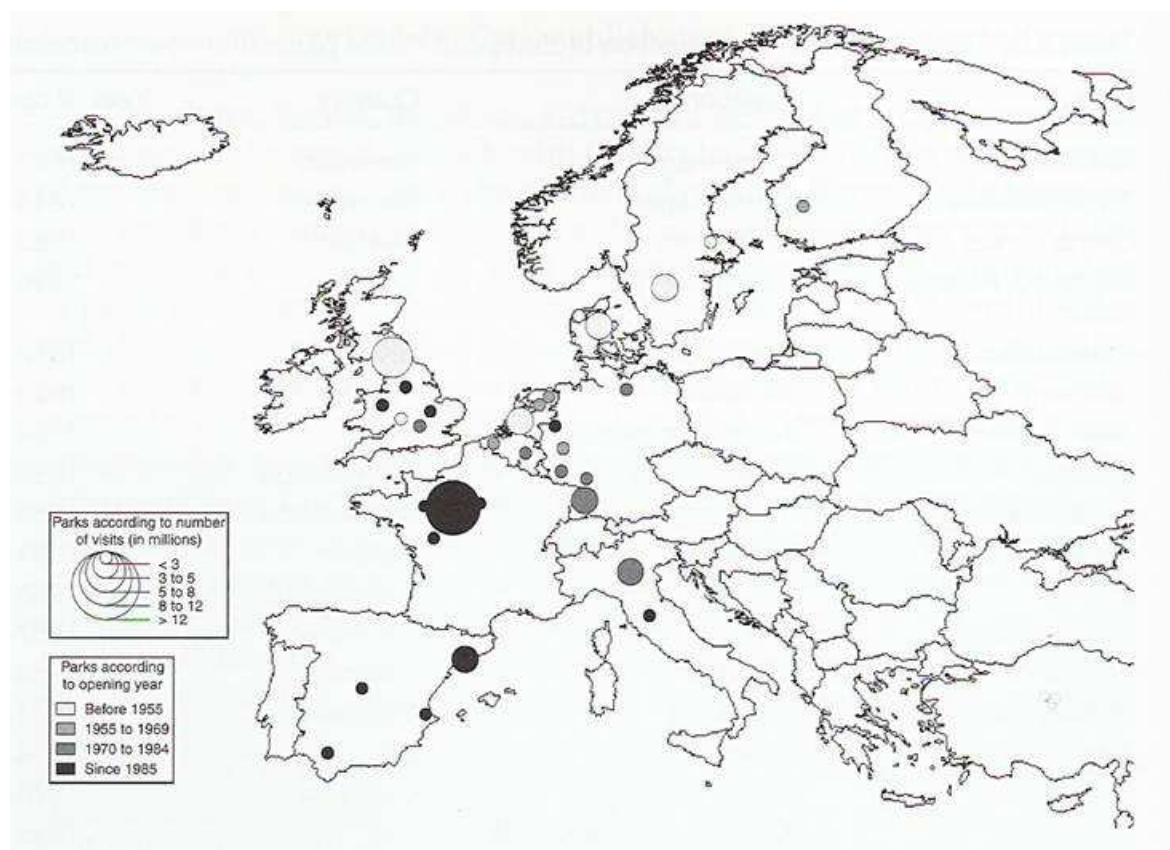 Parks according to number
of visits (in millions)
< 3
3 to 5
5 to 8
8 to 12
> 12
Parks according
to opening year
Before 1955
1955 to 1969
1970 to 1984
Since 1985